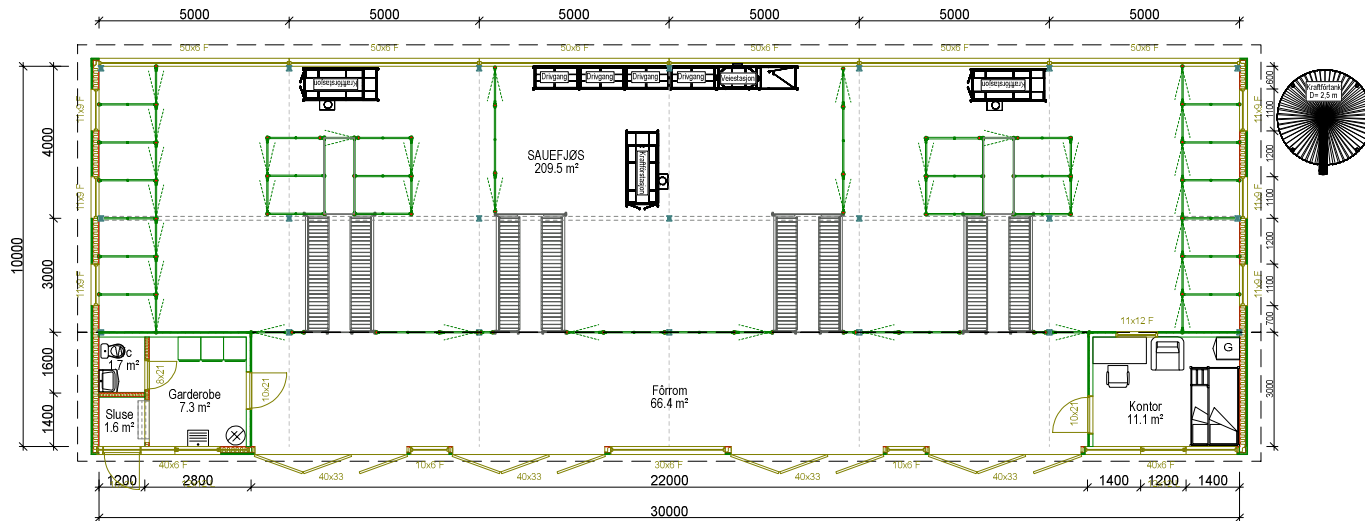 5000 5000 5000 5000 5000 5000
50x6 F 50x6 F 50x6 F 50x6 F 50x6 F 50x6 F
Kraftfôrstasjon
Drivgang Drivgang Drivgang Drivgang Veiestasjon
Kraftfôrstasjon
Kraftfôrtank
D= 2,5 m
10000
4000
3000
1600
1400
11x9 F
11x9 F
11x9 F
SAUEFJØS
209.5 m²
Kraftfôrstasjon
11x9 F
11x9 F
11x9 F
600
1100
1200
1100
1200
1100
700
3000
11x12 F
Wc
1.7 m²
8x21
Garderobe
7.3 m²
10x21
Sluse
1.6 m²
Fôrrom
66.4 m²
10x21
Kontor
11.1 m²
G
40x6 F 10x6 F 30x6 F 10x6 F 40x6 F
40x33 40x33 40x33 40x33
1200 2800 22000 1400 1200 1400
30000